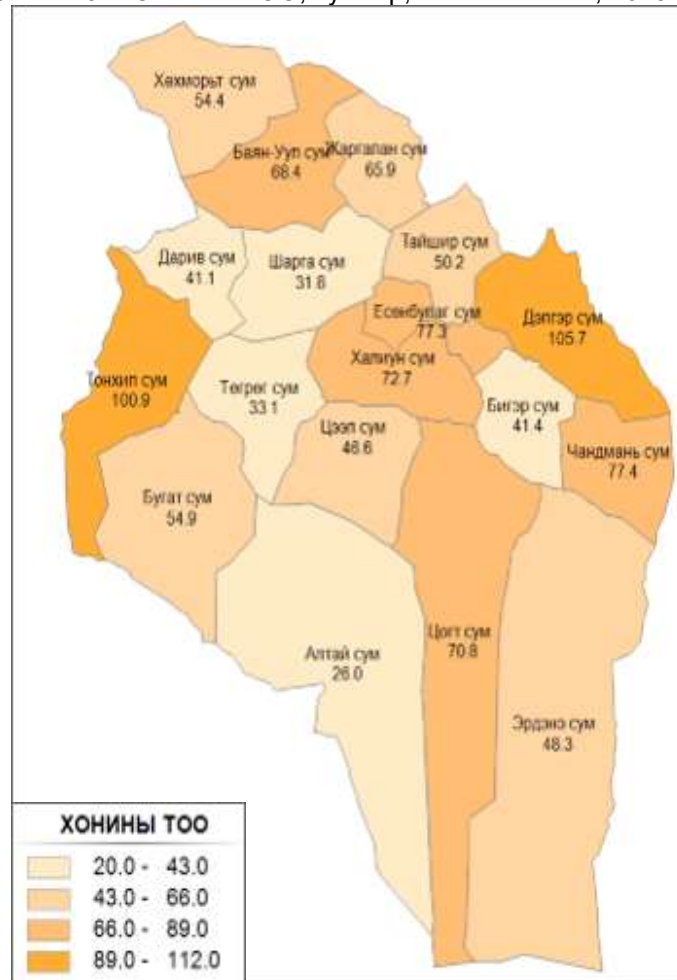 Хөхморьт сум
54.4
Баян-Уул сум
68.4
Жаргалан сум
65.9
Дарив сум
41.1
Шарга сум
31.8
Тайшир сум
50.2
Есөнбулаг сум
77.3
Дэлгэр сум
105.7
Тонхил сум
100.9
Төгрөг сум
33.1
Халиун сум
72.7
Бигэр сум
41.4
Цээл сум
46.6
Чандмань сум
77.4
Бугат сум
54.9
Цогт сум
70.8
Алтай сум
26.0
Эрдэнэ сум
48.3
ХОНИНЫ ТОО
20.0 - 43.0
43.0 - 66.0
66.0 - 89.0
89.0 - 112.0